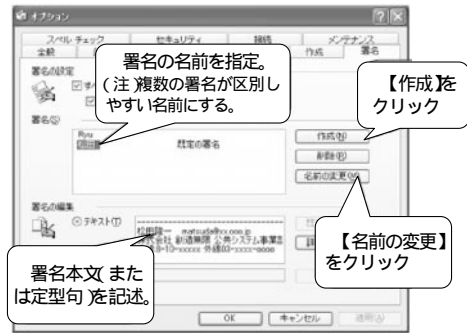 オプション
スペル チェック セキュリティ 接続 メンテナンス
全般 作成 署名
署名の名前を指定。
(注)複数の署名が区別し
やすい名前にする。
【作成】を
クリック
署名の設定
署名(S)
Ryu
既定の署名
作成(N)
削除(R)
名前の変更
署名の編集
テキスト(T)
【名前の変更】
をクリック
署名本文(また
は定型句)を記述。
OK キャンセル 適用(A)